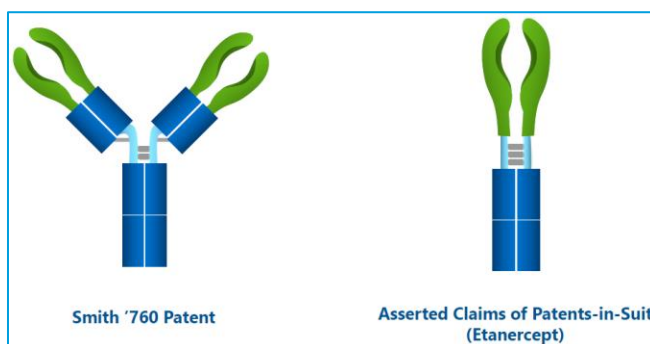 Smith '760 Patent
Asserted Claims of Patents-in-Suit
(Etanercept)